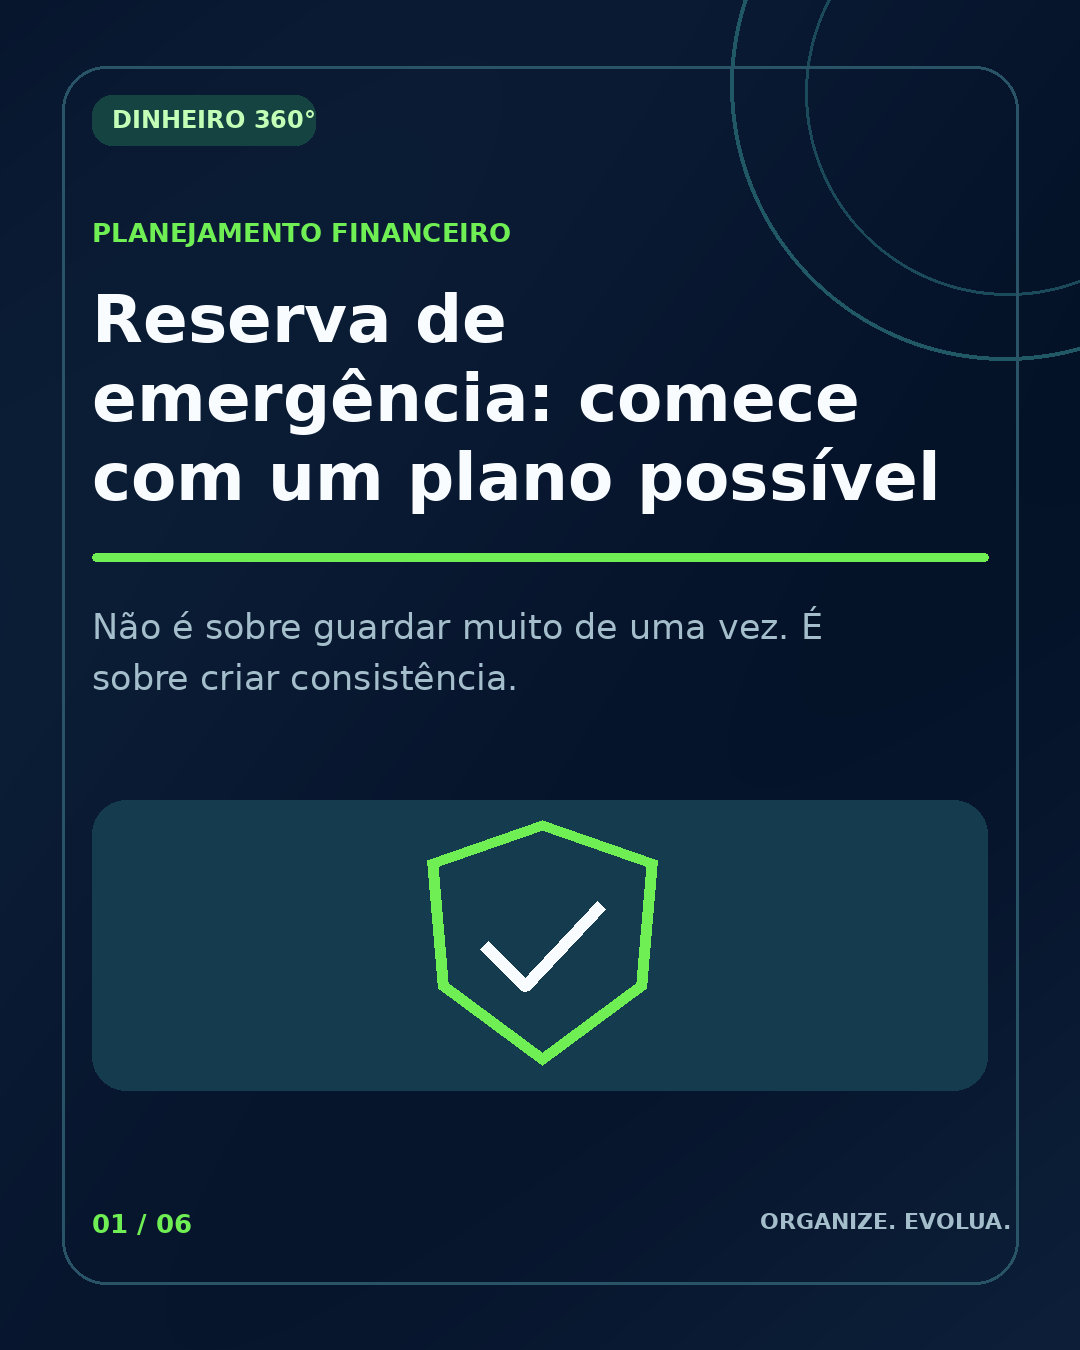 DINHEIRO 360°
PLANEJAMENTO FINANCEIRO
Reserva de
emergência: comece
com um plano possível
Não é sobre guardar muito de uma vez. É
sobre criar consistência.
01 / 06
ORGANIZE. EVOLUA.